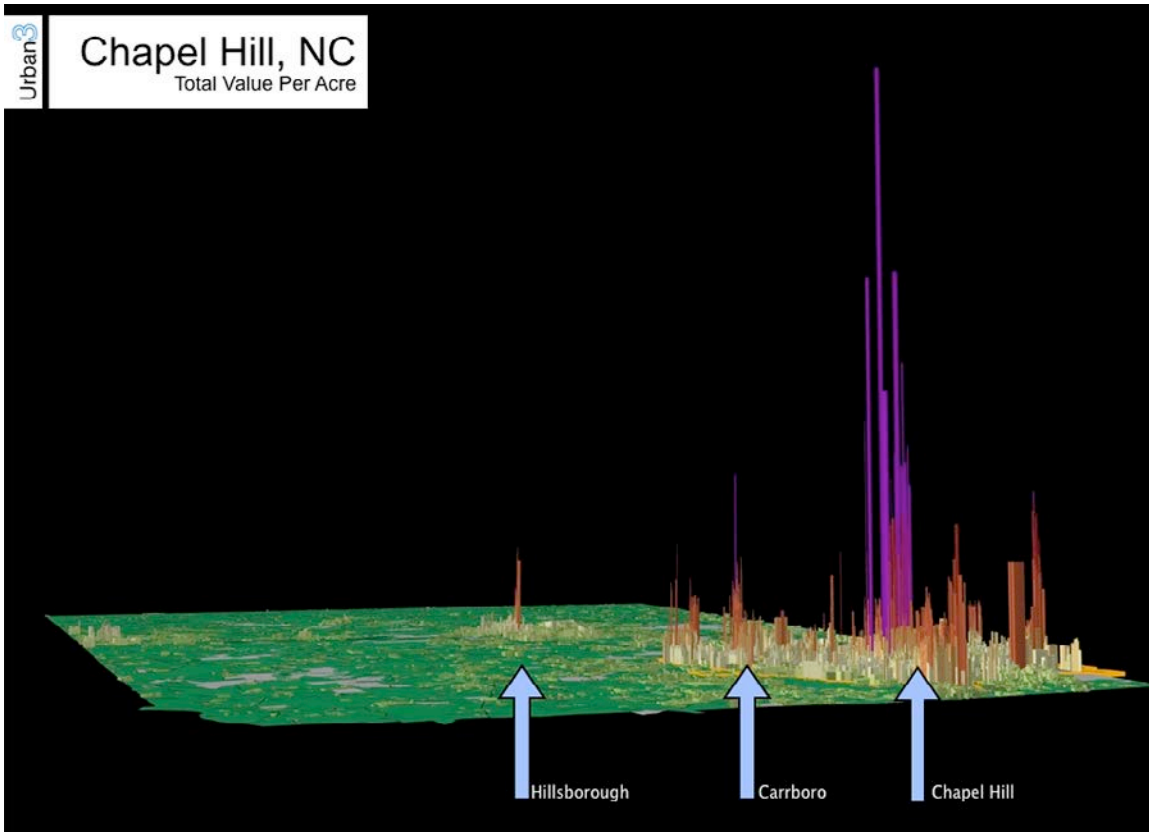 Urban3
Chapel Hill, NC
Total Value Per Acre
Hillsborough
Carrboro
Chapel Hill